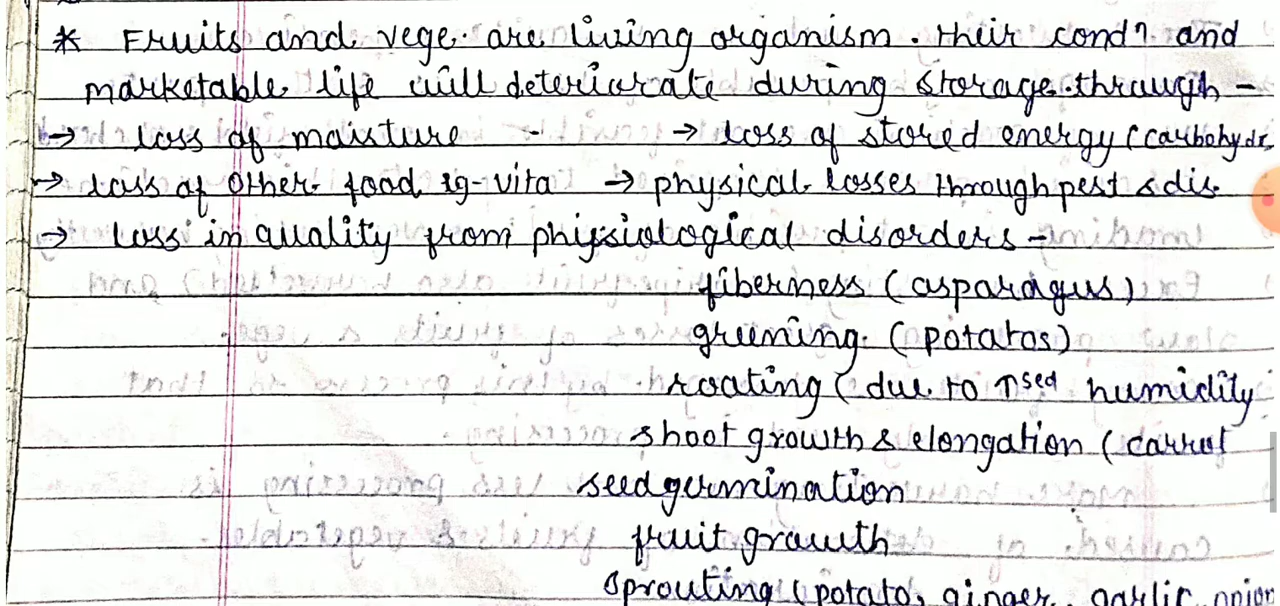 * Fruits and vege. are living organism. their condn. and
marketable life will deteriorate during storage through -
→ loss of moisture - → Loss of stored energy (carbohydr.
→ Loss of Other food eg - vita → physical losses through pest & dis.
→ Loss in quality from physiological disorders -
fiberness (asparagus)
greening. (potatos)
rooting (due to ↑sed humidity
shoot growth & elongation (carrot
seed germination
fruit growth
sprouting (potato, ginger, garlic, onion